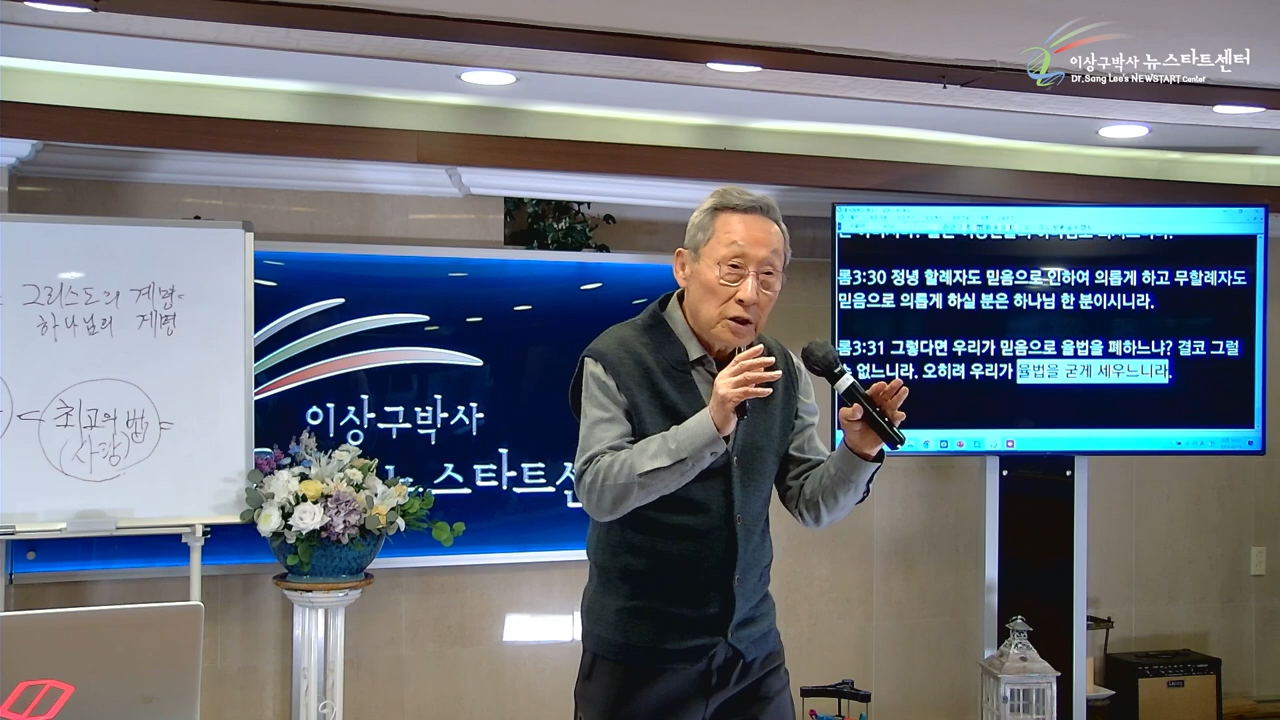 이상구박사 뉴스타트센터
Dr. Sang Lee's NEWSTART Center
그리스도의 계명
하나님의 계명
최고의 법
(사랑)
이상구박사
뉴스타트센
롬3:30 정녕 할례자도 믿음으로 인하여 의롭게 하고 무할례자도
믿음으로 의롭게 하실 분은 하나님 한 분이시니라.
롬3:31 그렇다면 우리가 믿음으로 율법을 폐하느냐? 결코 그럴
수 없느니라. 오히려 우리가 율법을 굳게 세우느니라.